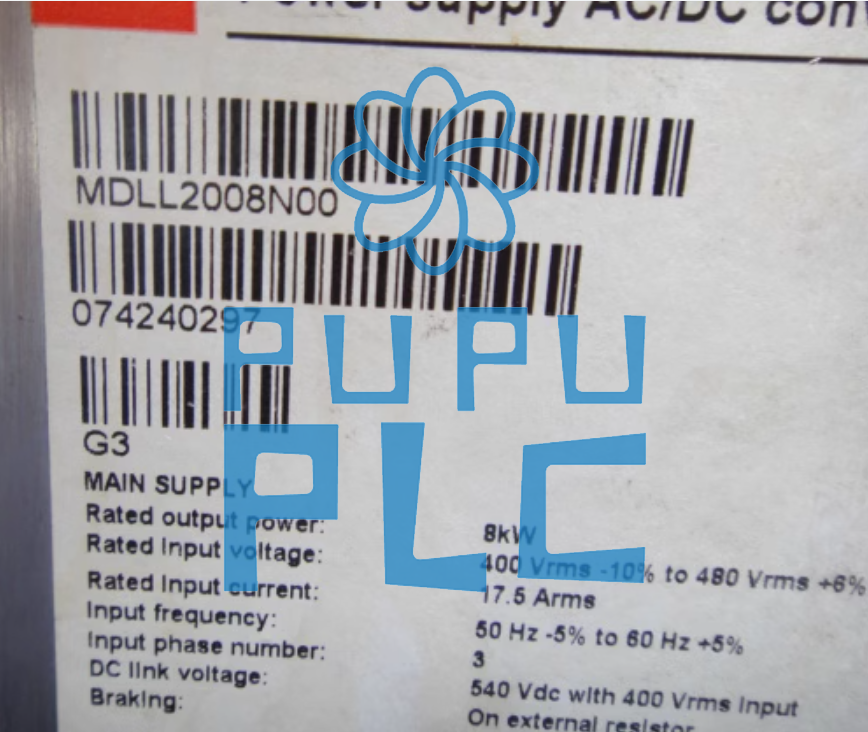 Power supply AC/DC conv
MDLL2008N00
074240297
PUPU
PLC
G3
MAIN SUPPLY
Rated output power: 8kW
Rated input voltage: 400 Vrms -10% to 480 Vrms +6%
Rated input current: 17.5 Arms
Input frequency: 50 Hz -5% to 60 Hz +5%
Input phase number: 3
DC link voltage: 540 Vdc with 400 Vrms input
Braking: On external resistor